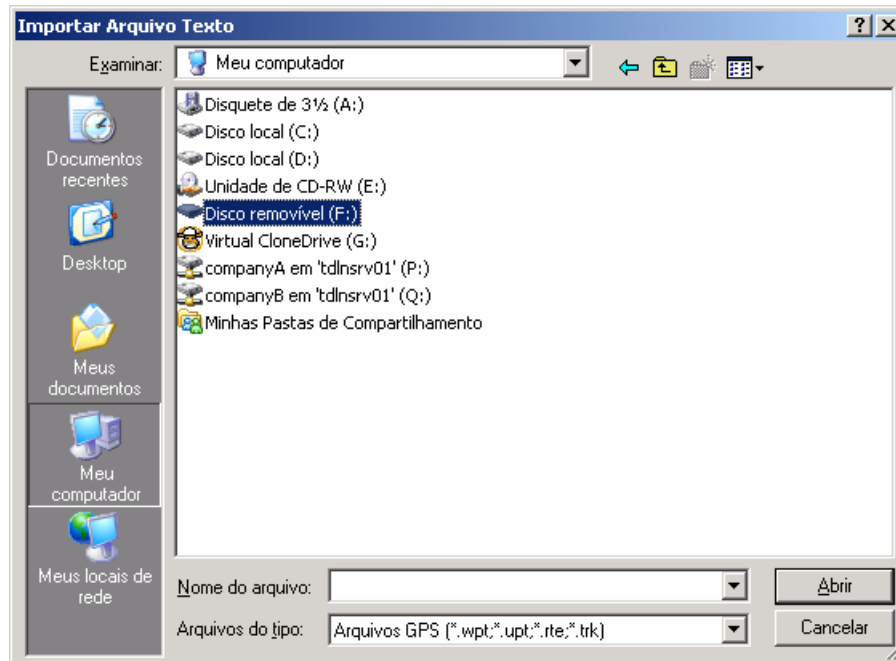 Importar Arquivo Texto
Examinar:
Meu computador
Documentos
recentes
Desktop
Meus
documentos
Meu
computador
Meus locais de
rede
Disquete de 3½ (A:)
Disco local (C:)
Disco local (D:)
Unidade de CD-RW (E:)
Disco removível (F:)
Virtual CloneDrive (G:)
companyA em 'tdlnsrv01' (P:)
companyB em 'tdlnsrv01' (Q:)
Minhas Pastas de Compartilhamento
Nome do arquivo:
Abrir
Arquivos do tipo:
Arquivos GPS (*.wpt;*.upt;*.rte;*.trk)
Cancelar